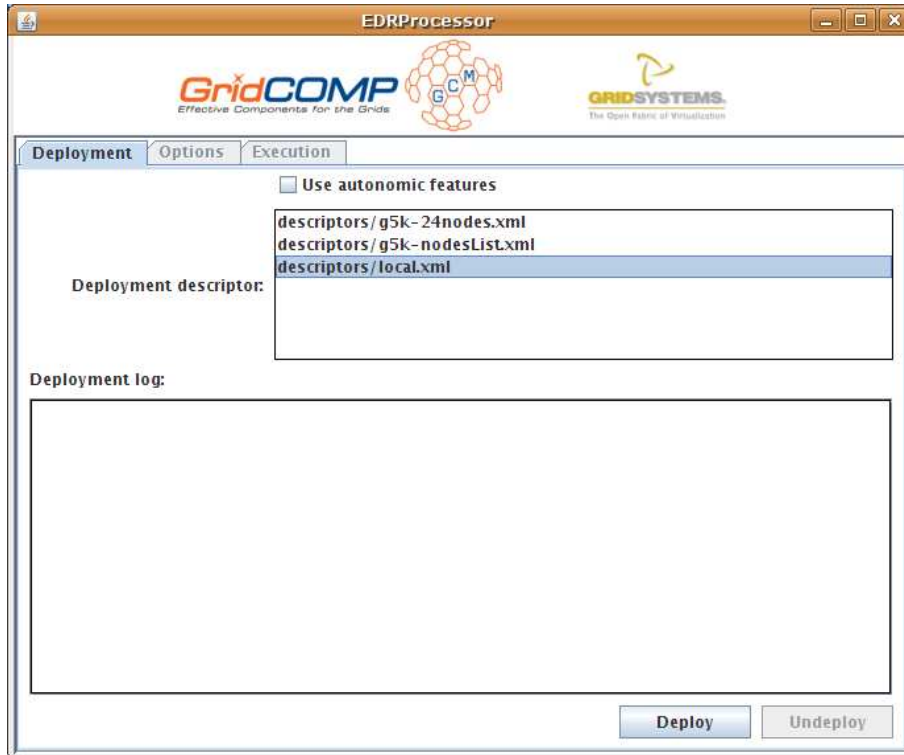 EDRProcessor
GridCOMP
Effective Components for the Grids
GCM
GRIDSYSTEMS.
The Open Fabric of Virtualization
Deployment Options Execution
Use autonomic features
descriptors/g5k-24nodes.xml
descriptors/g5k-nodesList.xml
descriptors/local.xml
Deployment descriptor:
Deployment log:
Deploy Undeploy